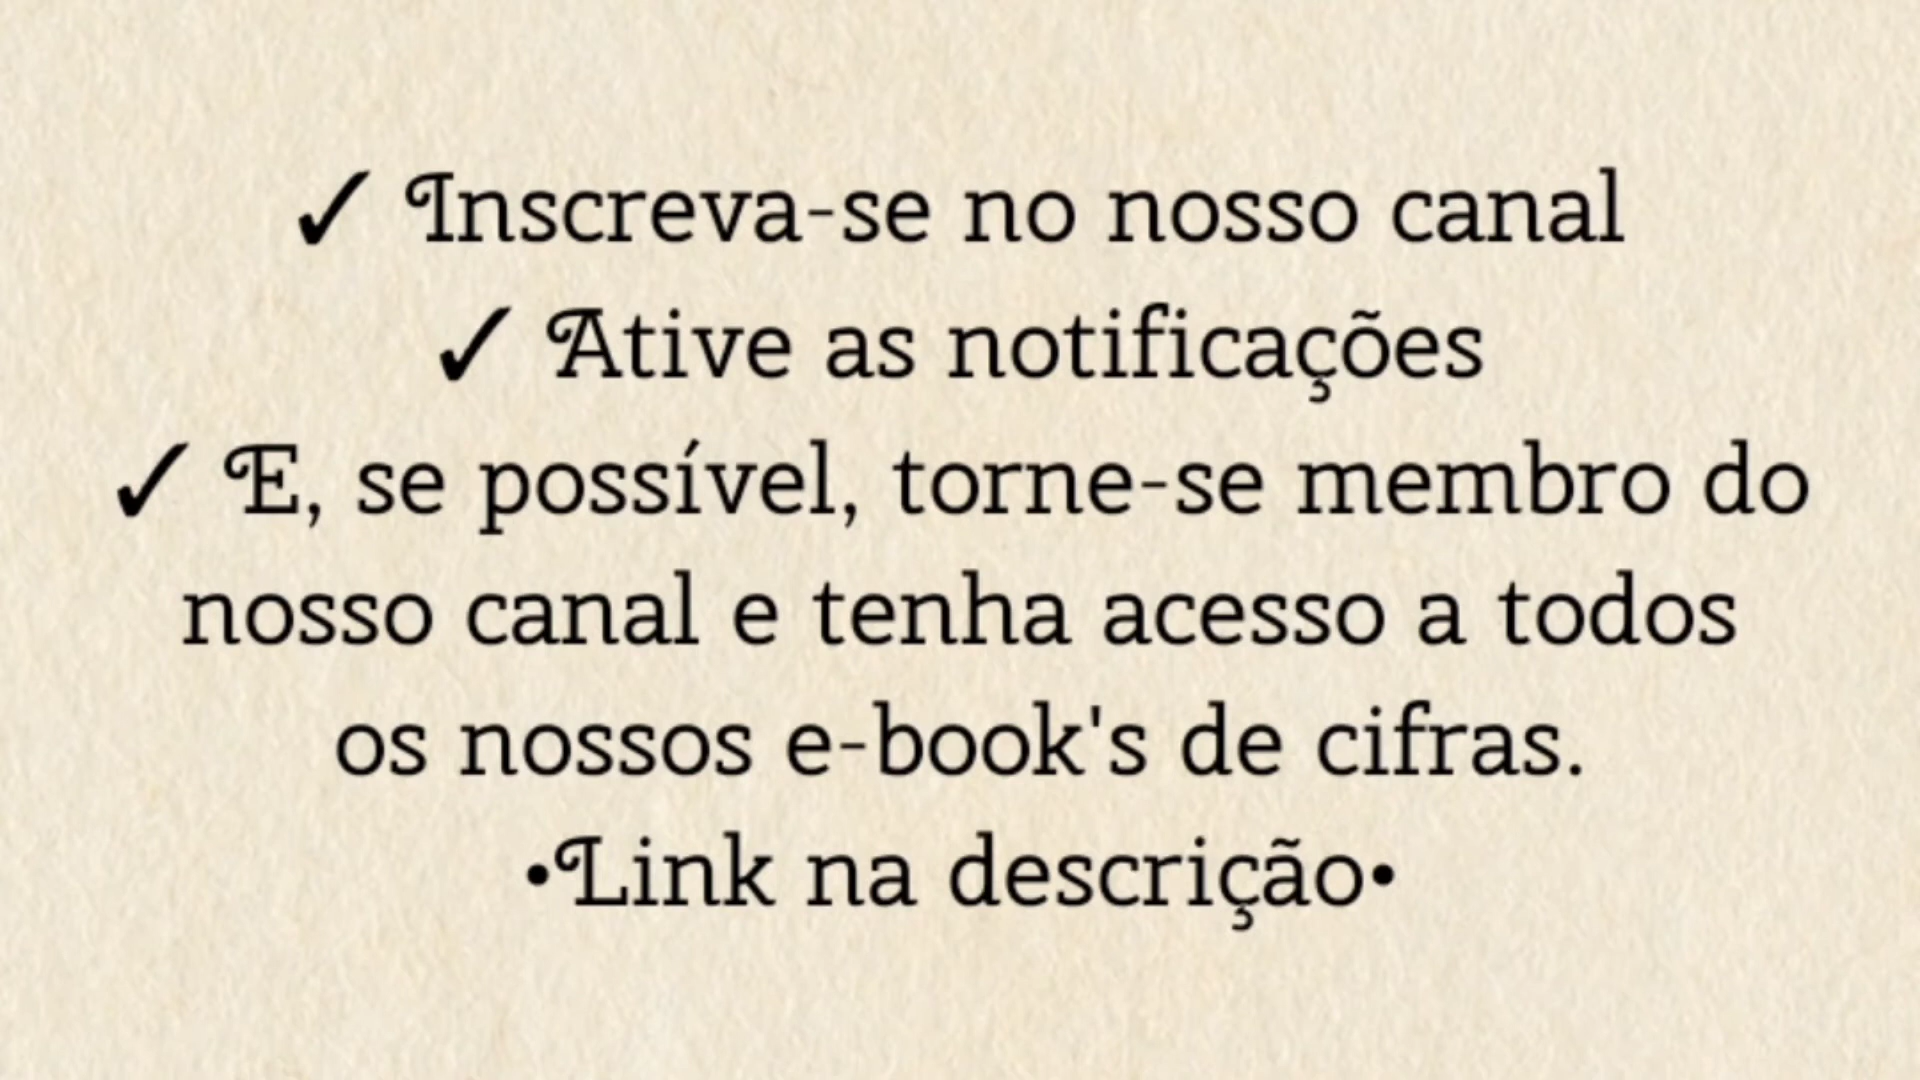 ✓ Inscreva-se no nosso canal
✓ Ative as notificações
✓ E, se possível, torne-se membro do
nosso canal e tenha acesso a todos
os nossos e-book's de cifras.
•Link na descrição•